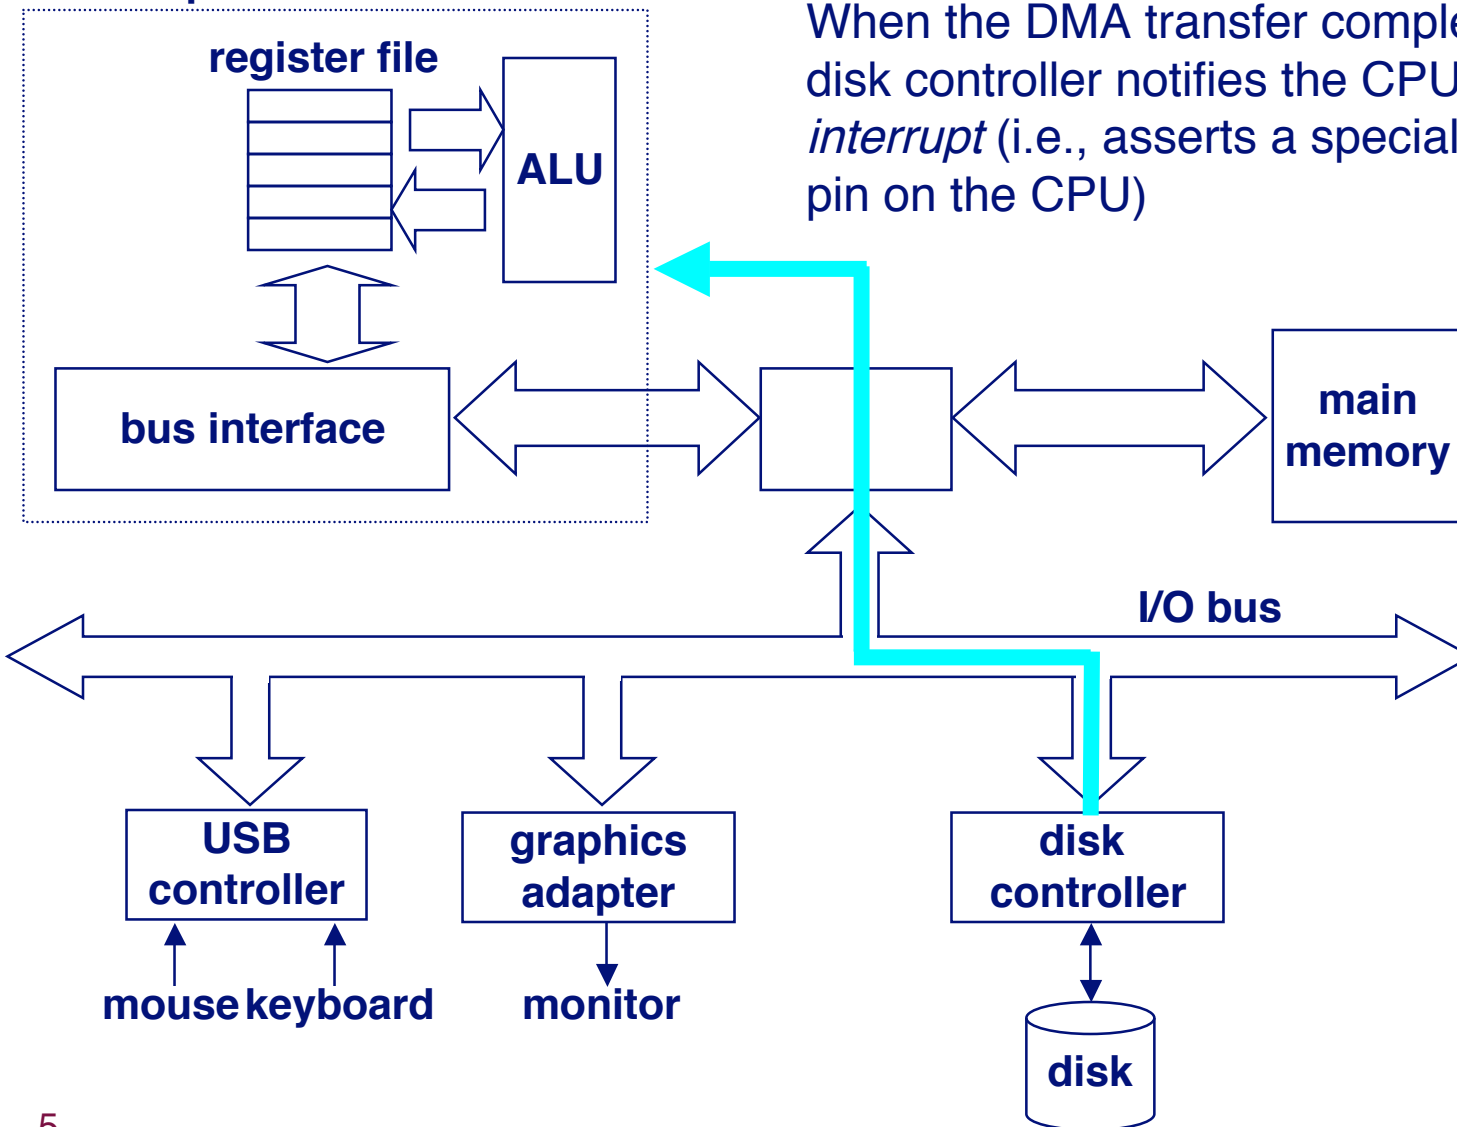 When the DMA transfer
disk controller notifies the CPU
interrupt (i.e., asserts a special
pin on the CPU)
register file
ALU
bus interface
main
memory
I/O bus
USB
controller
graphics
adapter
disk
controller
mouse keyboard
monitor
disk
5